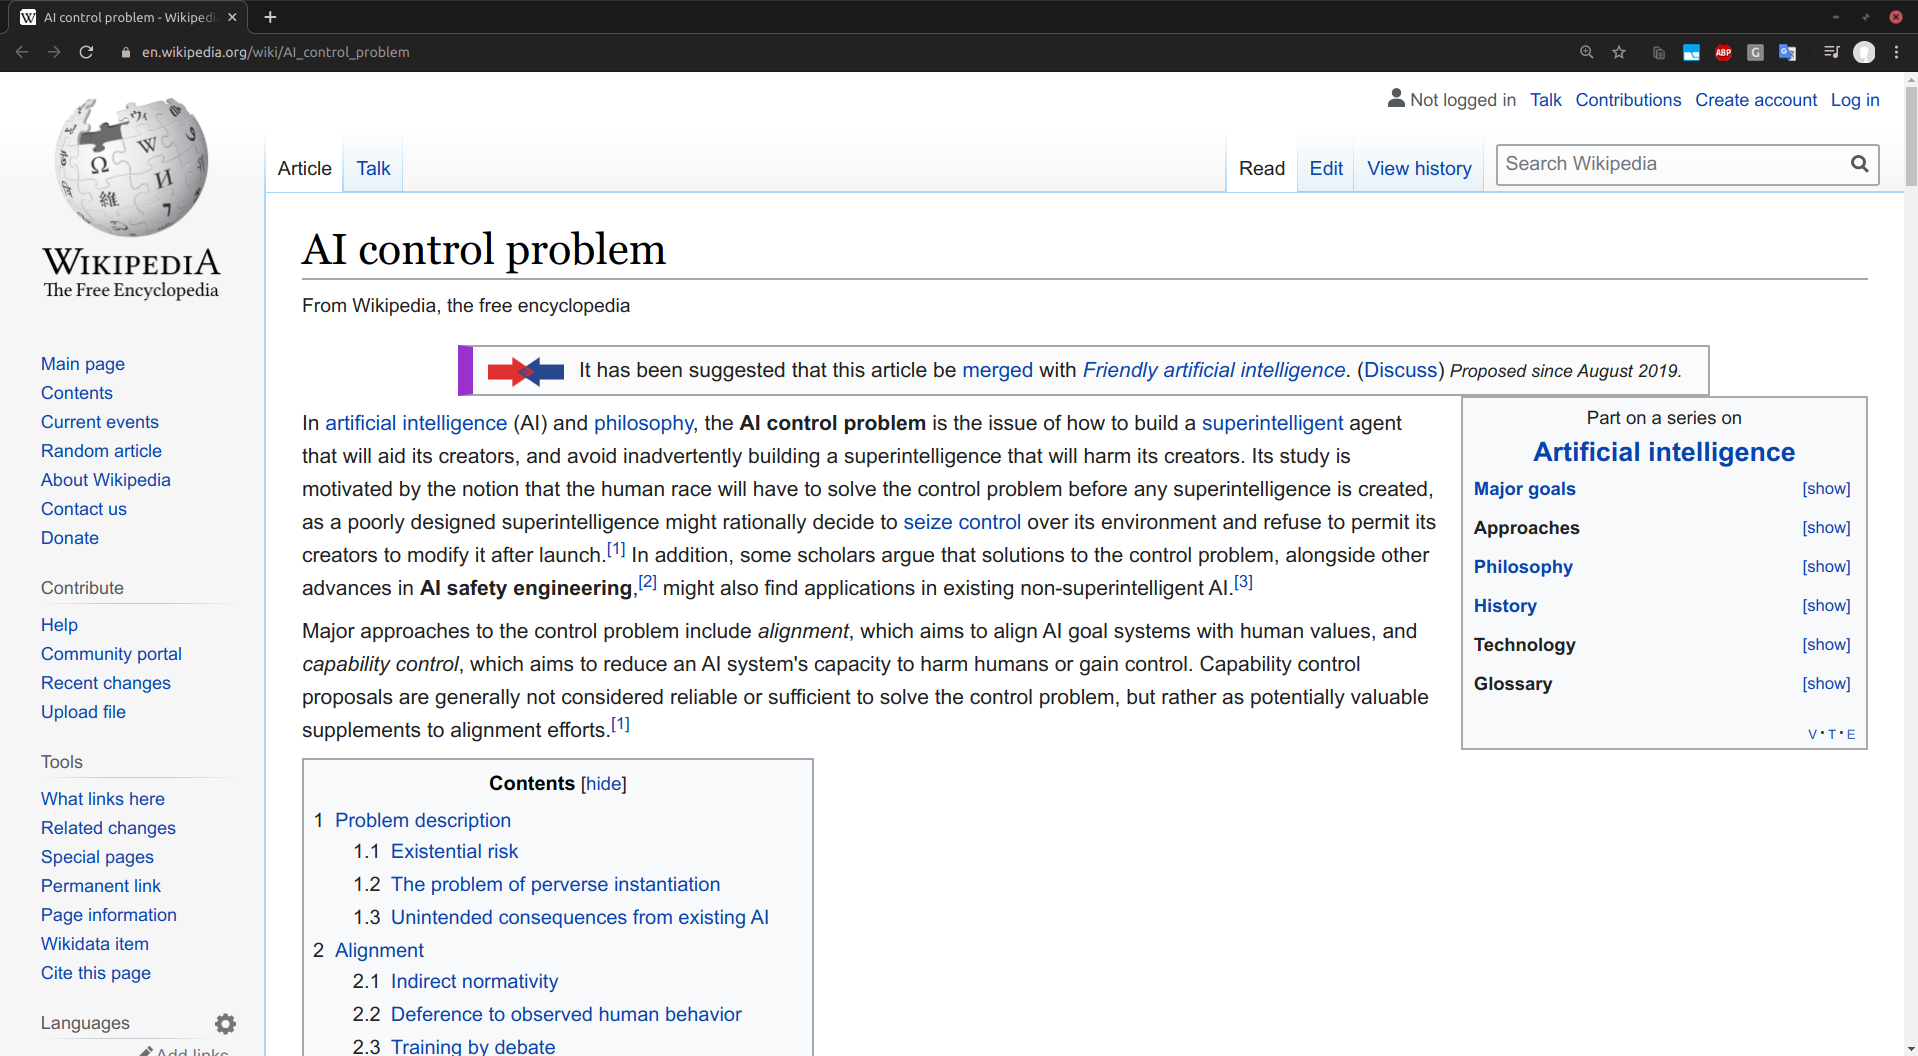 AI control problem - Wikipedi
en.wikipedia.org/wiki/AI_control_problem
ABP
G
Not logged in Talk Contributions Create account Log in
Article Talk
Read Edit View history
Search Wikipedia
WIKIPEDIA
The Free Encyclopedia
Main page
Contents
Current events
Random article
About Wikipedia
Contact us
Donate
Contribute
Help
Community portal
Recent changes
Upload file
Tools
What links here
Related changes
Special pages
Permanent link
Page information
Wikidata item
Cite this page
Languages
Add links
AI control problem
From Wikipedia, the free encyclopedia
It has been suggested that this article be merged with Friendly artificial intelligence. (Discuss) Proposed since August 2019.
In artificial intelligence (AI) and philosophy, the AI control problem is the issue of how to build a superintelligent agent
that will aid its creators, and avoid inadvertently building a superintelligence that will harm its creators. Its study is
motivated by the notion that the human race will have to solve the control problem before any superintelligence is created,
as a poorly designed superintelligence might rationally decide to seize control over its environment and refuse to permit its
creators to modify it after launch.[1] In addition, some scholars argue that solutions to the control problem, alongside other
advances in AI safety engineering,[2] might also find applications in existing non-superintelligent AI.[3]
Major approaches to the control problem include alignment, which aims to align AI goal systems with human values, and
capability control, which aims to reduce an AI system's capacity to harm humans or gain control. Capability control
proposals are generally not considered reliable or sufficient to solve the control problem, but rather as potentially valuable
supplements to alignment efforts.[1]
Part on a series on
Artificial intelligence
Major goals [show]
Approaches [show]
Philosophy [show]
History [show]
Technology [show]
Glossary [show]
V · T · E
Contents [hide]
1 Problem description
1.1 Existential risk
1.2 The problem of perverse instantiation
1.3 Unintended consequences from existing AI
2 Alignment
2.1 Indirect normativity
2.2 Deference to observed human behavior
2.3 Training by debate